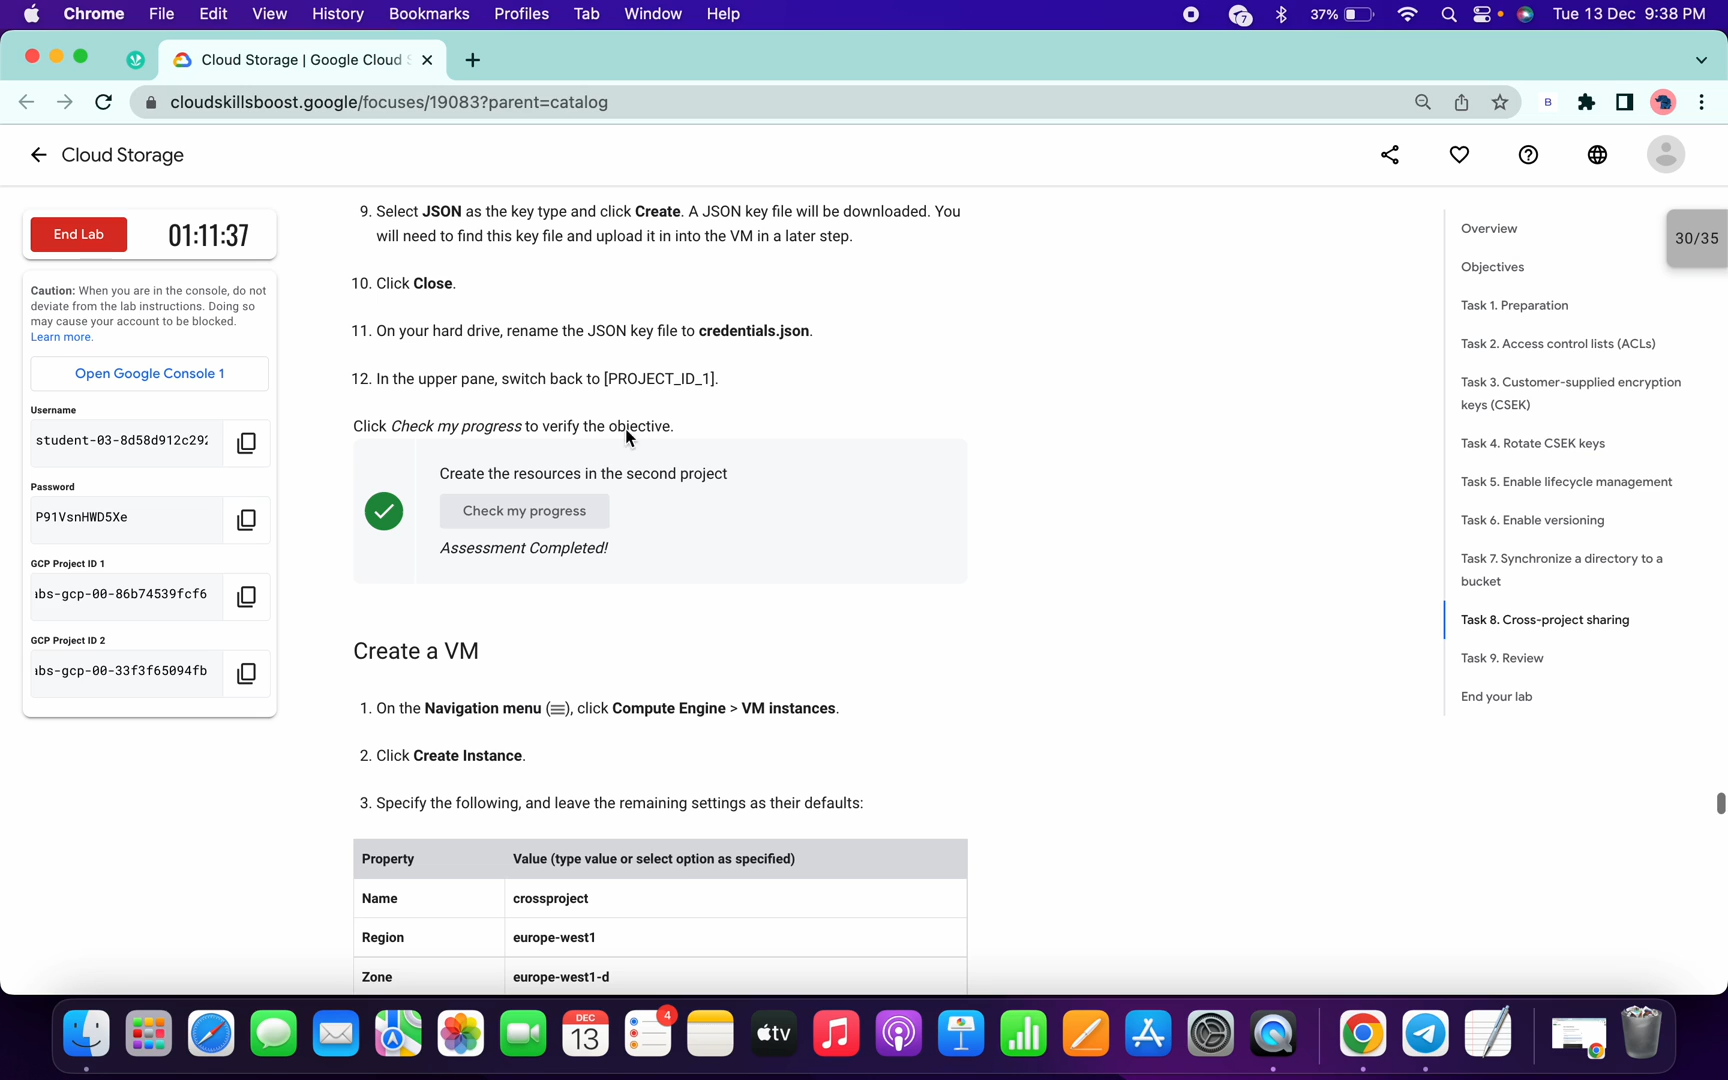 Chrome File Edit View History Bookmarks Profiles Tab Window Help 7 37% Tue 13 Dec 9:38 PM
Cloud Storage | Google Cloud S
cloudskillsboost.google/focuses/19083?parent=catalog B
Cloud Storage
End Lab 01:11:37
Caution: When you are in the console, do not
deviate from the lab instructions. Doing so
may cause your account to be blocked.
Learn more.
Open Google Console 1
Username
student-03-8d58d912c292
Password
P91VsnHWD5Xe
GCP Project ID 1
abs-gcp-00-86b74539fcf6
GCP Project ID 2
abs-gcp-00-33f3f65094fb
9. Select JSON as the key type and click Create. A JSON key file will be downloaded. You
will need to find this key file and upload it in into the VM in a later step.
10. Click Close.
11. On your hard drive, rename the JSON key file to credentials.json.
12. In the upper pane, switch back to [PROJECT_ID_1].
Click Check my progress to verify the objective.
Create the resources in the second project
Check my progress
Assessment Completed!
Create a VM
1. On the Navigation menu (≡), click Compute Engine > VM instances.
2. Click Create Instance.
3. Specify the following, and leave the remaining settings as their defaults:
Property Value (type value or select option as specified)
Name crossproject
Region europe-west1
Zone europe-west1-d
Overview
Objectives
Task 1. Preparation
Task 2. Access control lists (ACLs)
Task 3. Customer-supplied encryption
keys (CSEK)
Task 4. Rotate CSEK keys
Task 5. Enable lifecycle management
Task 6. Enable versioning
Task 7. Synchronize a directory to a
bucket
Task 8. Cross-project sharing
Task 9. Review
End your lab
30/35
DEC
13
4
tv